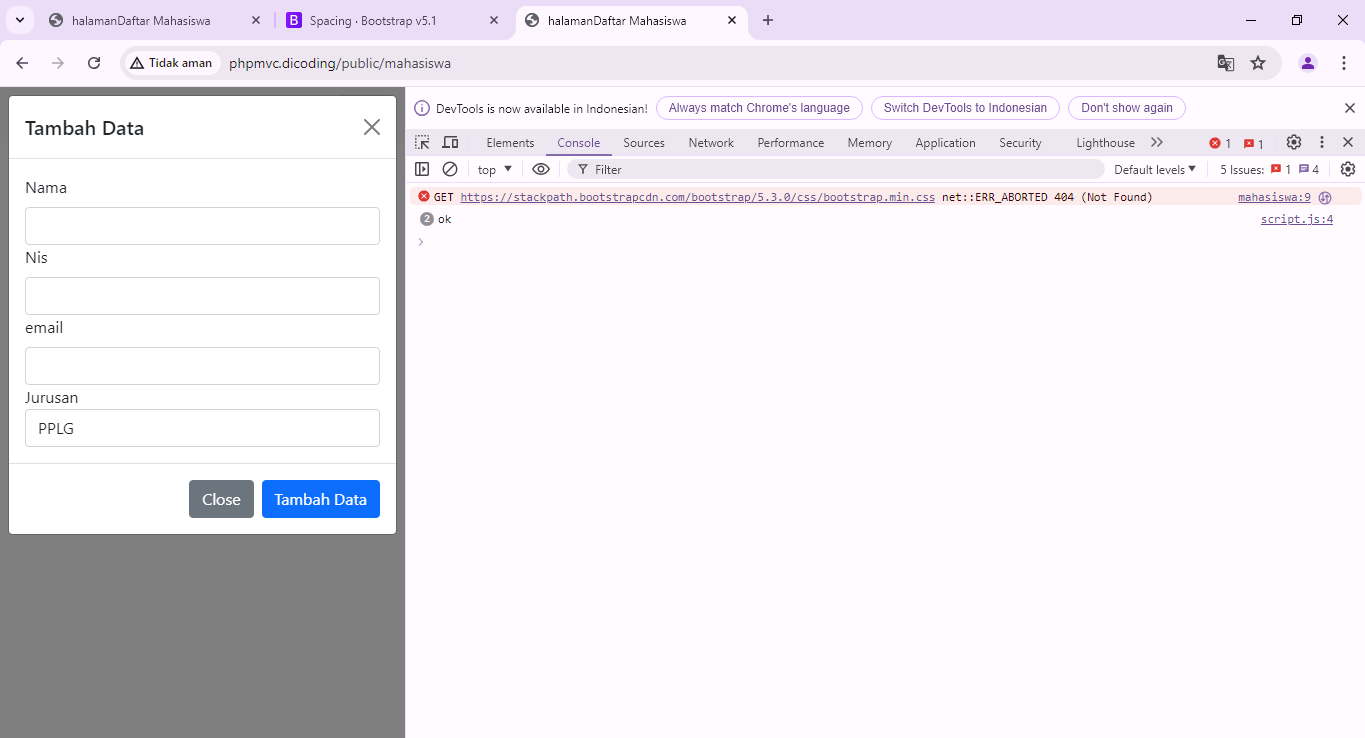 halamanDaftar Mahasiswa
B Spacing · Bootstrap v5.1
halamanDaftar Mahasiswa
Tidak aman
phpmvc.dicoding/public/mahasiswa
Tambah Data
Nama
Nis
email
Jurusan
PPLG
Close
Tambah Data
DevTools is now available in Indonesian!
Always match Chrome's language
Switch DevTools to Indonesian
Don't show again
Elements
Console
Sources
Network
Performance
Memory
Application
Security
Lighthouse
1
1
top
Filter
Default levels
5 Issues:
1
4
GET https://stackpath.bootstrapcdn.com/bootstrap/5.3.0/css/bootstrap.min.css net::ERR_ABORTED 404 (Not Found)
mahasiswa:9
2 ok
script.js:4